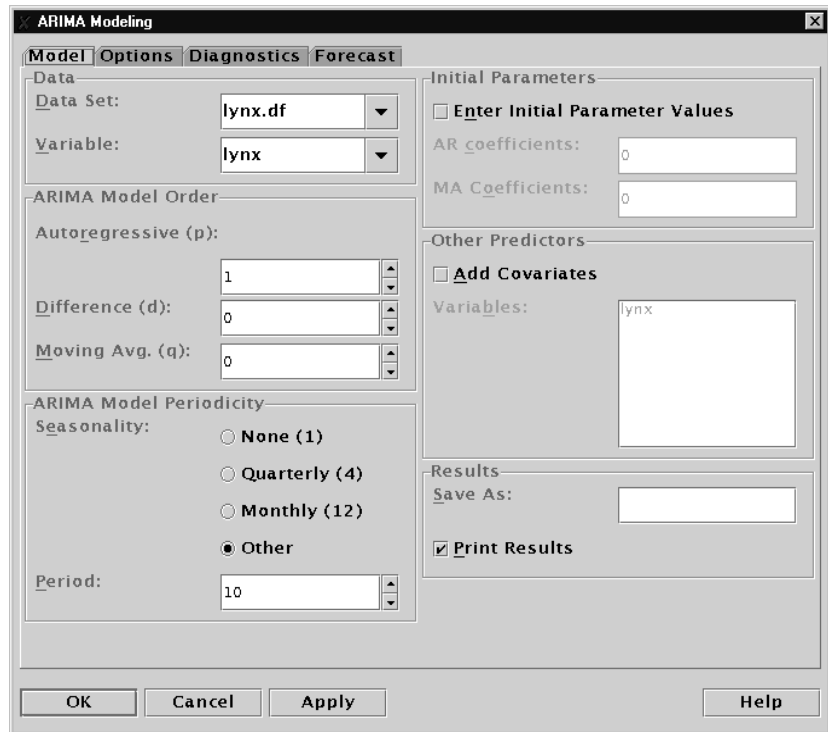 ARIMA Modeling
Model Options Diagnostics Forecast
Data
Data Set:
lynx.df
Variable:
lynx
ARIMA Model Order
Autoregressive (p):
1
Difference (d):
0
Moving Avg. (q):
0
ARIMA Model Periodicity
Seasonality:
None (1)
Quarterly (4)
Monthly (12)
Other
Period:
10
Initial Parameters
Enter Initial Parameter Values
AR coefficients:
0
MA Coefficients:
0
Other Predictors
Add Covariates
Variables:
lynx
Results
Save As:
Print Results
OK Cancel Apply Help